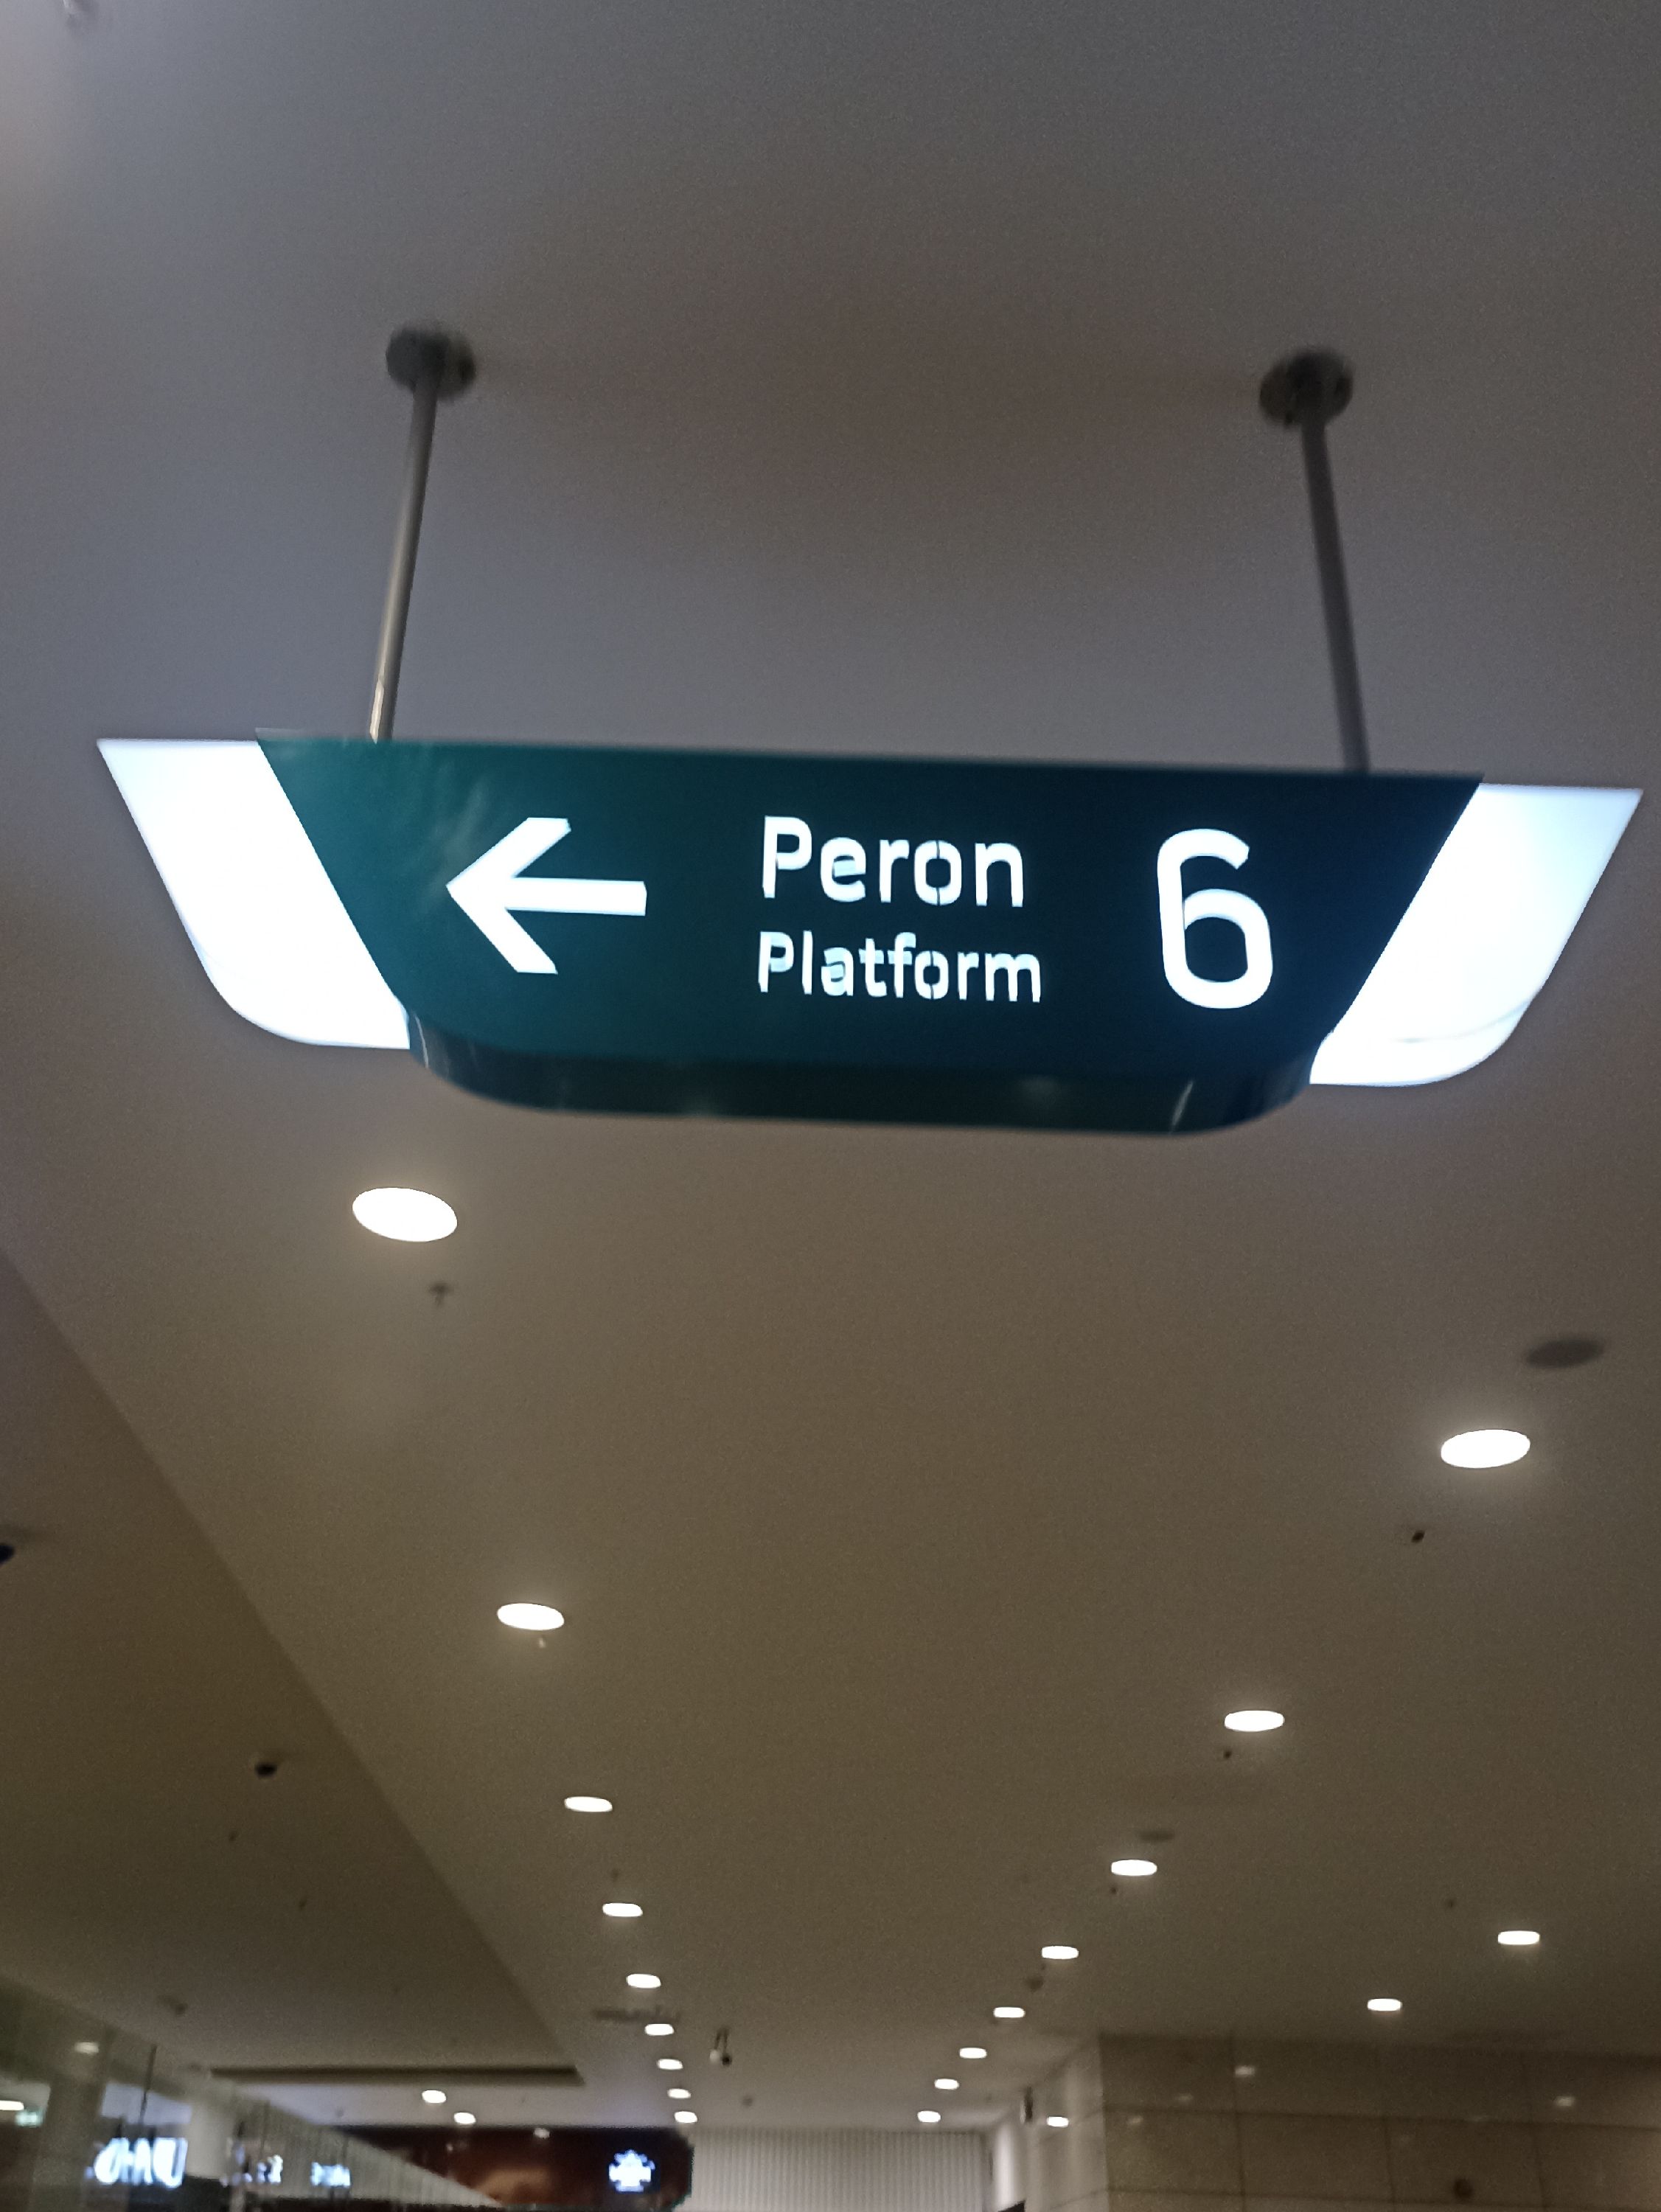 ← Peron 6
Platform